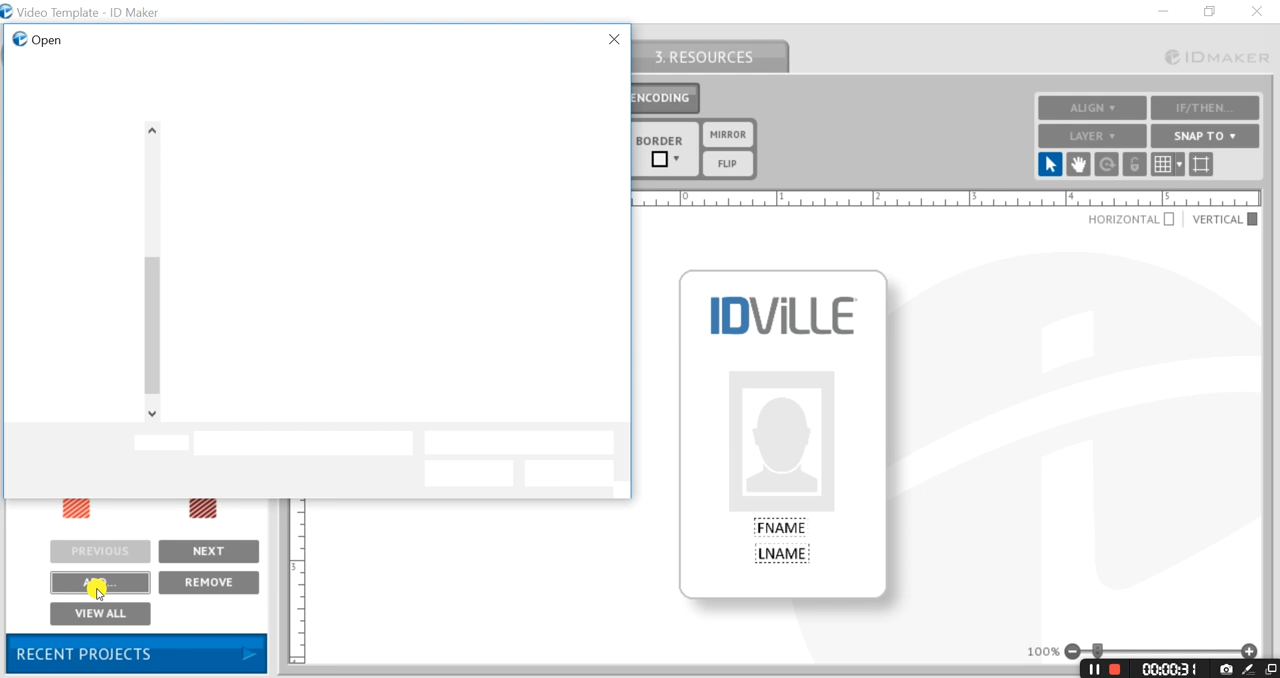 Video Template - ID Maker
Open
3. RESOURCES
IDMAKER
ENCODING
ALIGN
IF/THEN...
BORDER
MIRROR
LAYER
SNAP TO
FLIP
0 1 2 3 4 5
HORIZONTAL
VERTICAL
IDViLLE
FNAME
LNAME
3
PREVIOUS
NEXT
REMOVE
VIEW ALL
RECENT PROJECTS
100%
00:00:31